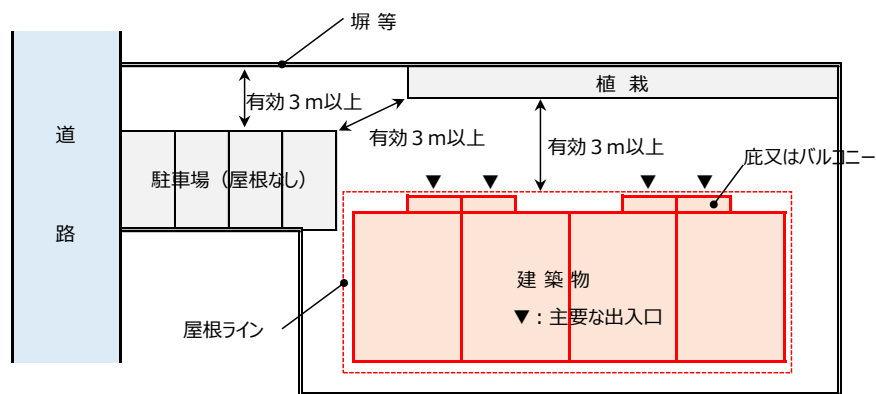 塀 等
植 栽
有効３ｍ以上
有効３ｍ以上
有効３ｍ以上
道
路
庇又はバルコニー
駐車場（屋根なし）
▼ ▼ ▼ ▼
建 築 物
▼：主要な出入口
屋根ライン